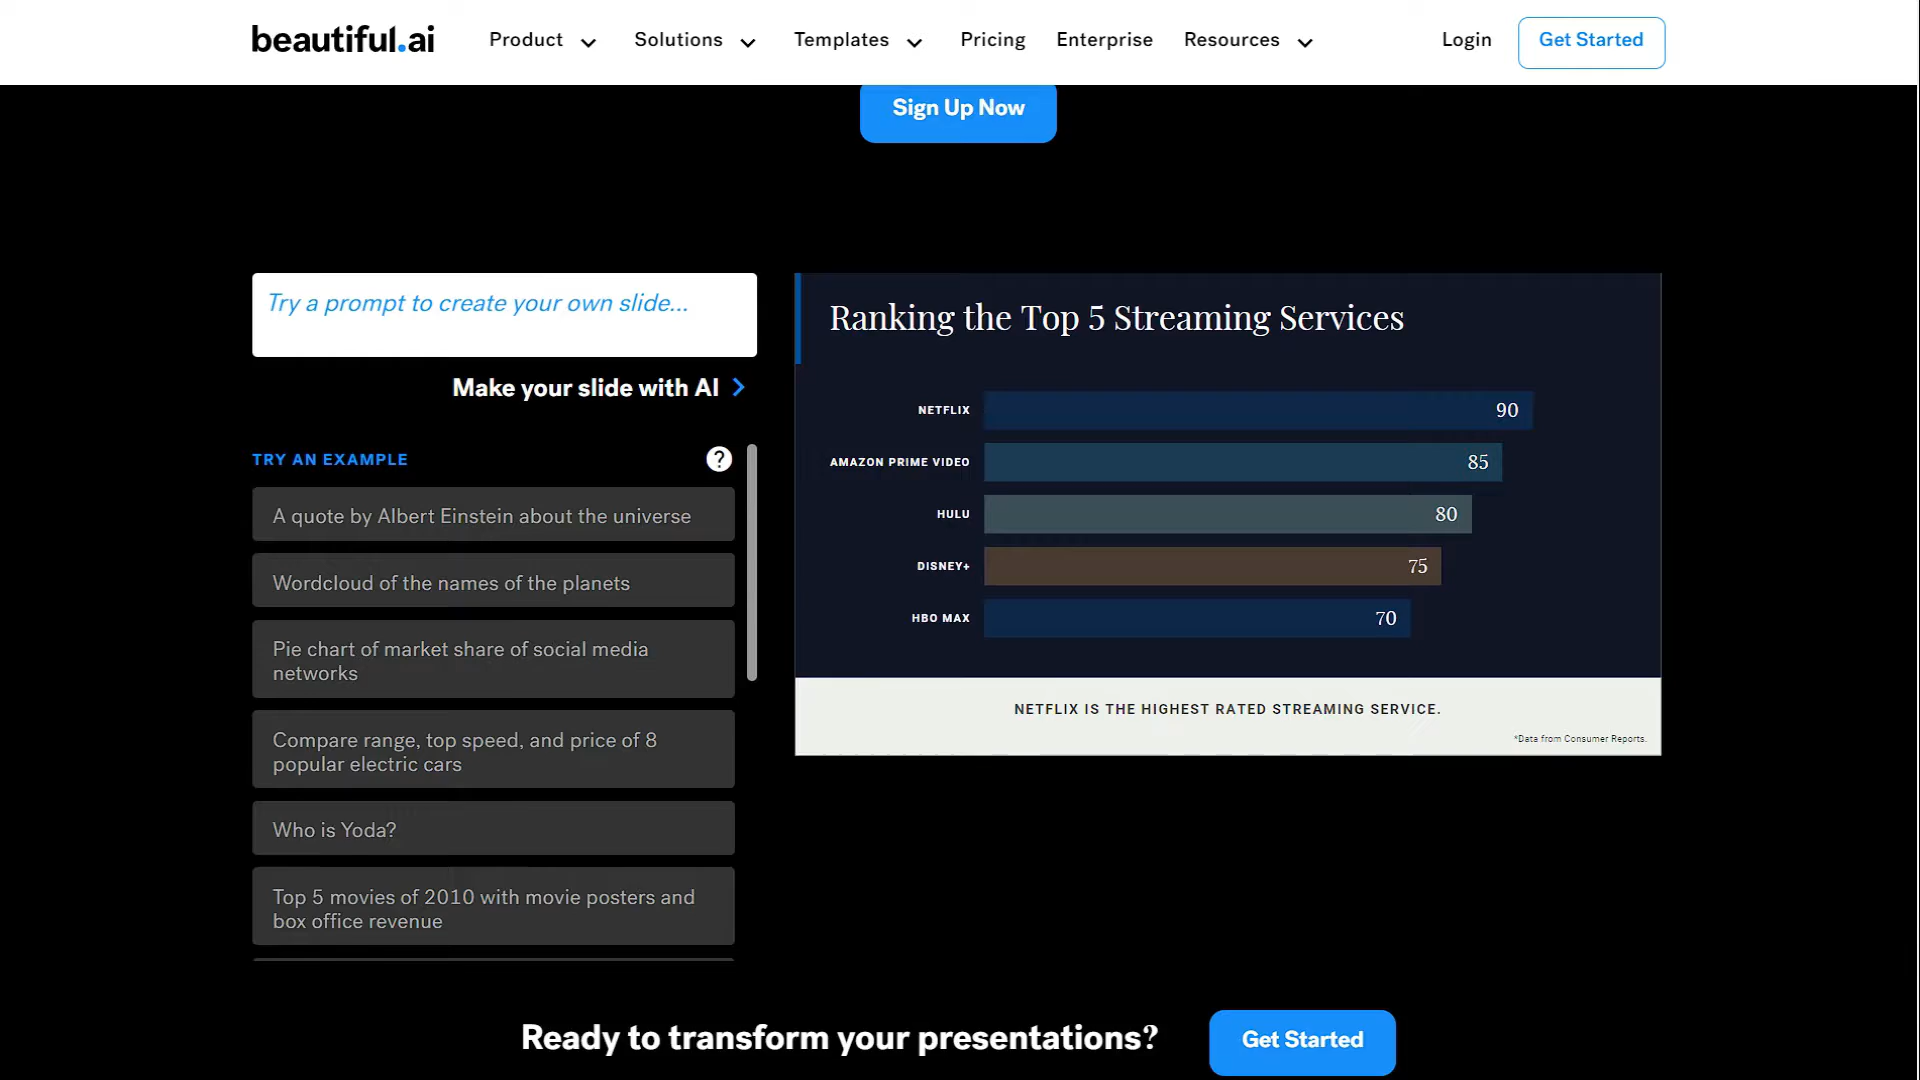 beautiful.ai
Product
Solutions
Templates
Pricing
Enterprise
Resources
Login
Get Started
Sign Up Now
Try a prompt to create your own slide...
Make your slide with AI
TRY AN EXAMPLE
?
A quote by Albert Einstein about the universe
Wordcloud of the names of the planets
Pie chart of market share of social media
networks
Compare range, top speed, and price of 8
popular electric cars
Who is Yoda?
Top 5 movies of 2010 with movie posters and
box office revenue
Ranking the Top 5 Streaming Services
NETFLIX 90
AMAZON PRIME VIDEO 85
HULU 80
DISNEY+ 75
HBO MAX 70
NETFLIX IS THE HIGHEST RATED STREAMING SERVICE.
*Data from Consumer Reports.
Ready to transform your presentations?
Get Started